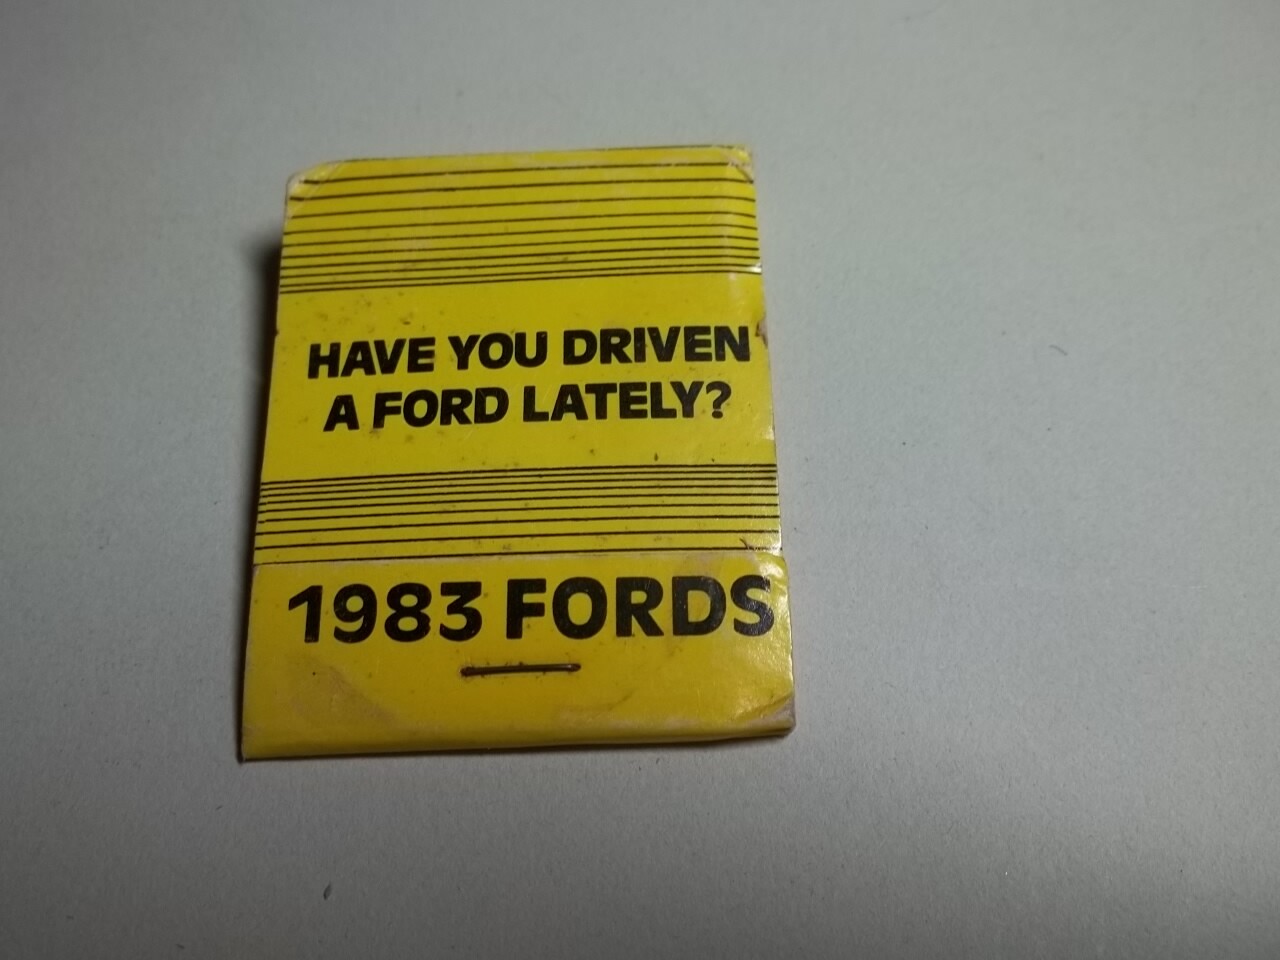 HAVE YOU DRIVEN
A FORD LATELY?
1983 FORDS